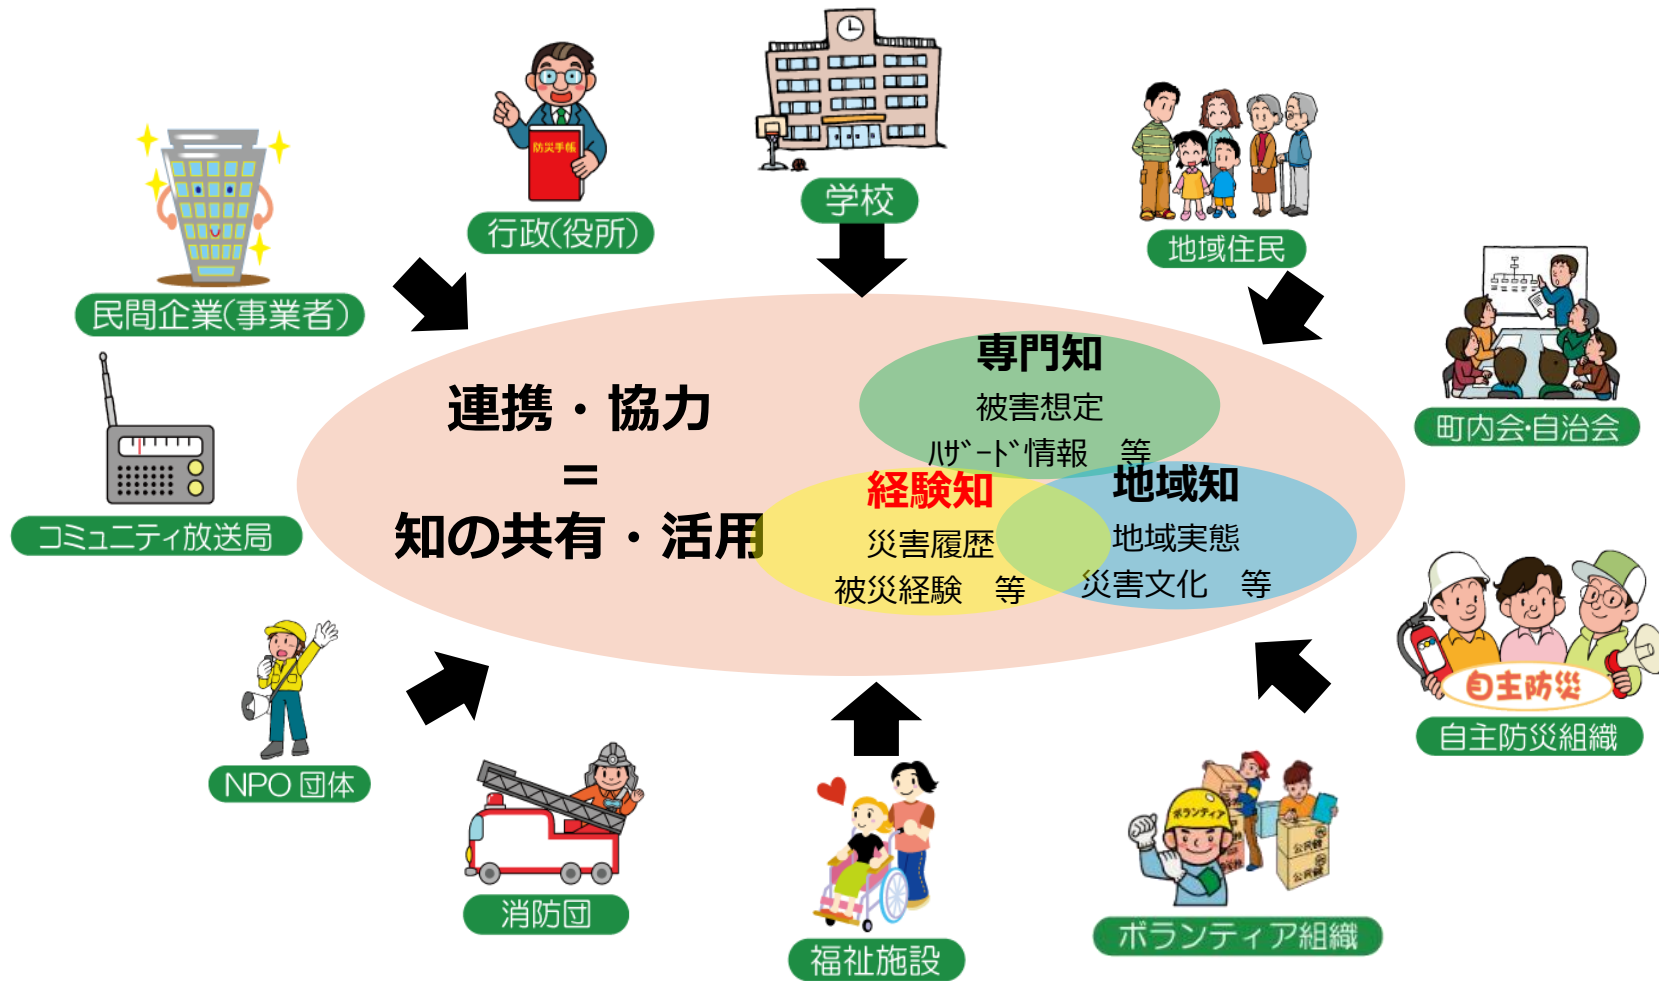 防災手帳
行政(役所)
学校
地域住民
民間企業(事業者)
町内会・自治会
コミュニティ放送局
連携・協力
=
知の共有・活用
専門知
被害想定
ﾊｻﾞｰﾄﾞ情報　等
経験知
災害履歴
被災経験　等
地域知
地域実態
災害文化　等
自主防災
自主防災組織
NPO 団体
消防団
福祉施設
ボランティア
公民館
公民館
ボランティア組織